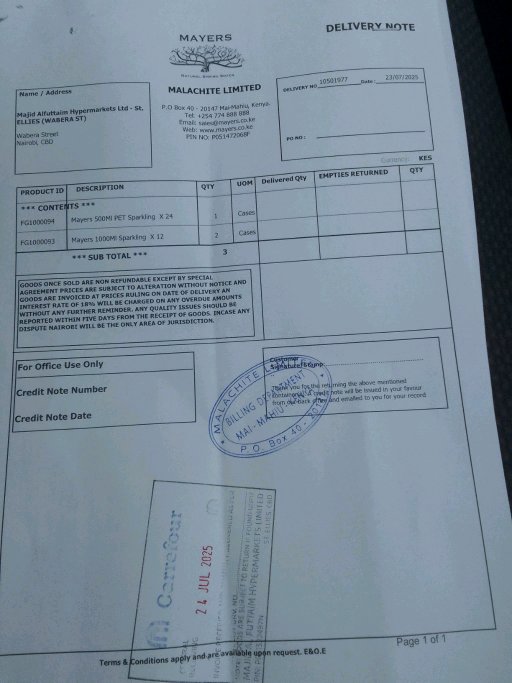 DELIVERY NOTE
MAYERS
NATURAL SPRING WATER
MALACHITE LIMITED
P.O Box 40 - 20147 Mai-Mahiu, Kenya.
Tel: +254 774 888 888
Email: sales@mayers.co.ke
Web: www.mayers.co.ke
PIN NO: P051472068F
Name / Address
Majid Alfuttaim Hypermarkets Ltd - St.
ELLIES (WABERA ST)
Wabera Street
Nairobi, CBD
DELIVERY NO 10501977 Date: 23/07/2025
PO NO :
Currency: KES
PRODUCT ID DESCRIPTION QTY UOM Delivered Qty EMPTIES RETURNED QTY
*** CONTENTS ***
FG1000094 Mayers 500Ml PET Sparkling X 24 1 Cases
FG1000093 Mayers 1000Ml Sparkling X 12 2 Cases
*** SUB TOTAL *** 3
GOODS ONCE SOLD ARE NON REFUNDABLE EXCEPT BY SPECIAL
AGREEMENT PRICES ARE SUBJECT TO ALTERATION WITHOUT NOTICE AND
GOODS ARE INVOICED AT PRICES RULING ON DATE OF DELIVERY AN
INTEREST RATE OF 18% WILL BE CHARGED ON ANY OVERDUE AMOUNTS
WITHOUT ANY FURTHER REMINDER. ANY QUALITY ISSUES SHOULD BE
REPORTED WITHIN FIVE DAYS FROM THE RECEIPT OF GOODS. INCASE ANY
DISPUTE NAIROBI WILL BE THE ONLY AREA OF JURISDICTION.
For Office Use Only
Credit Note Number
Credit Note Date
Customer
Signature/Stamp
Thank you for the returning the above mentioned
credit note will be issued in your favour
from our back office and emailed to you for your record
MALACHITE
BILLING DEPARTMENT
MAI-MAHIU
P.O. Box 40 -
Carrefour
24 JUL 2025
MAJID AL FUTTAIM HYPERMARKETS LIMITED
Terms & Conditions apply and are available upon request. E&O.E
Page 1 of 1